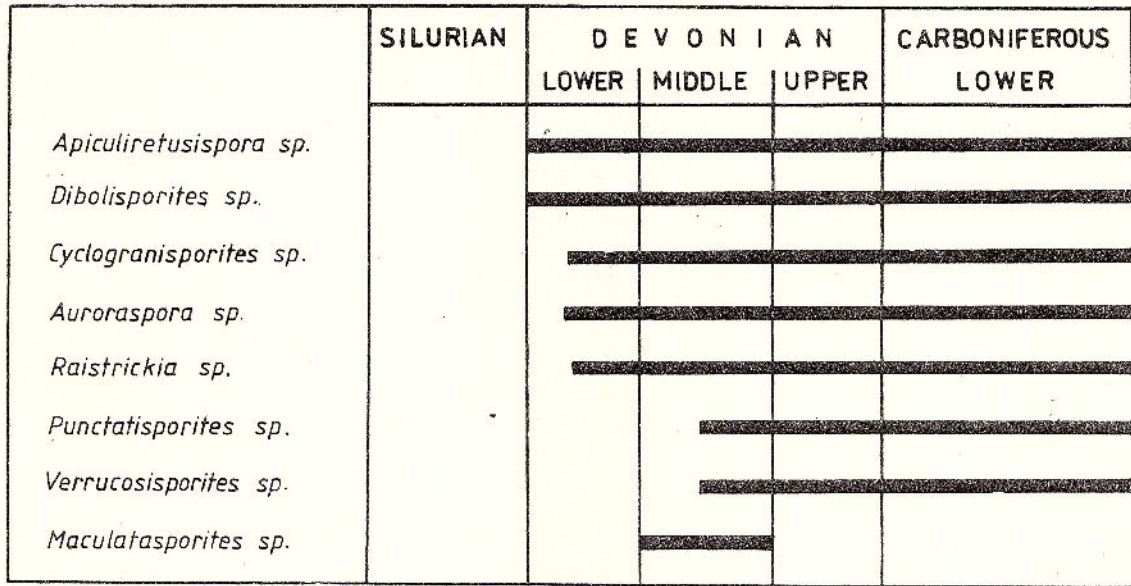 SILURIAN
DEVONIAN
CARBONIFEROUS
LOWER
MIDDLE
UPPER
LOWER
Apiculiretusispora sp.
Dibolisporites sp.
Cyclogranisporites sp.
Auroraspora sp.
Raistrickia sp.
Punctatisporites sp.
Verrucosisporites sp.
Maculatasporites sp.